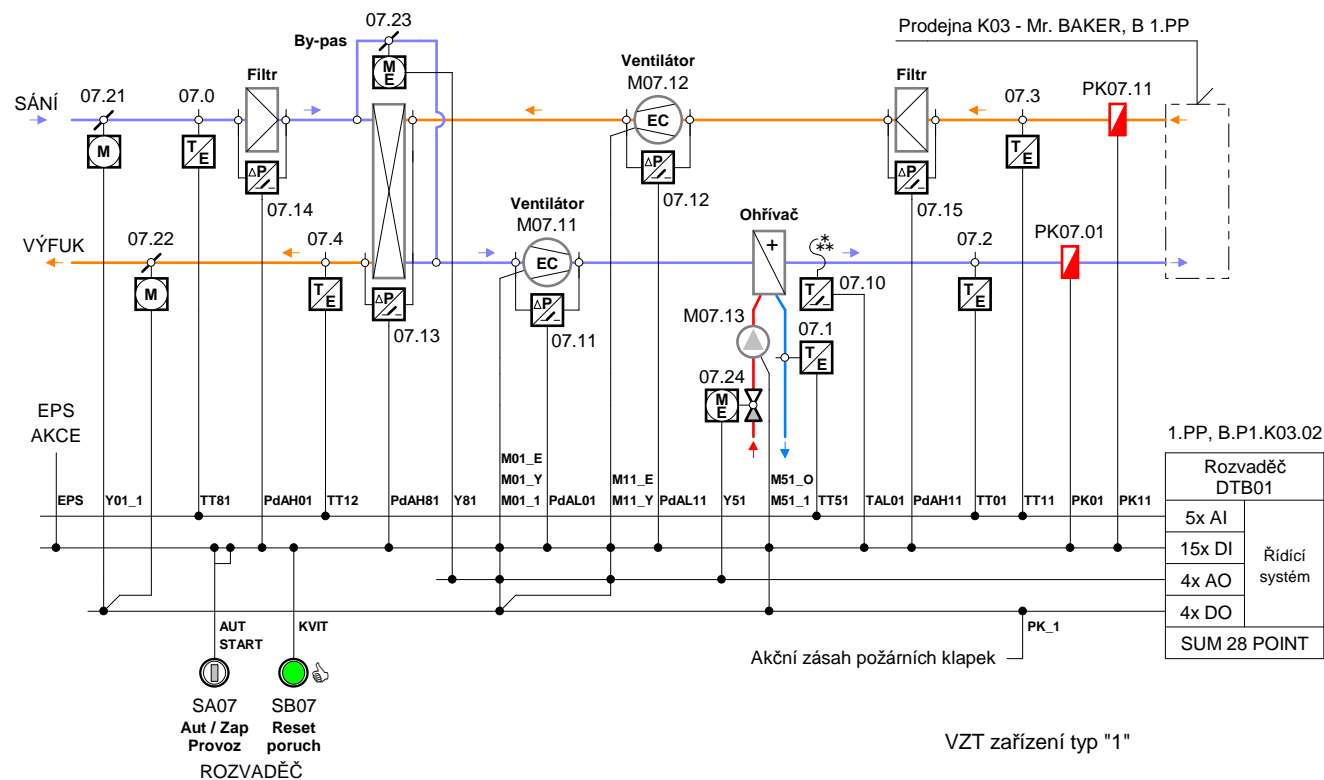 07.23
By-pas
M
E
Prodejna K03 - Mr. BAKER, B 1.PP
Ventilátor
M07.12
Filtr
Filtr
SÁNÍ
07.21
07.0
07.3
PK07.11
EC
M
T
E
ΔP
07.14
ΔP
07.12
ΔP
07.15
T
E
Ventilátor
M07.11
Ohřívač
VÝFUK
07.22
07.4
EC
+
***
07.2
PK07.01
M
T
E
ΔP
07.13
ΔP
07.11
T
07.10
T
E
M07.13
07.1
T
E
07.24
M
E
EPS
AKCE
1.PP, B.P1.K03.02
EPS
Y01_1
TT81
PdAH01
TT12
PdAH81
Y81
M01_E
M01_Y
M01_1
PdAL01
M11_E
M11_Y
PdAL11
Y51
M51_O
M51_1
TT51
TAL01
PdAH11
TT01
TT11
PK01
PK11
Rozvaděč
DTB01
5x AI
15x DI
4x AO
4x DO
Řídící
systém
SUM 28 POINT
AUT
START
KVIT
PK_1
Akční zásah požárních klapek
SA07
Aut / Zap
Provoz
SB07
Reset
poruch
ROZVADĚČ
VZT zařízení typ "1"